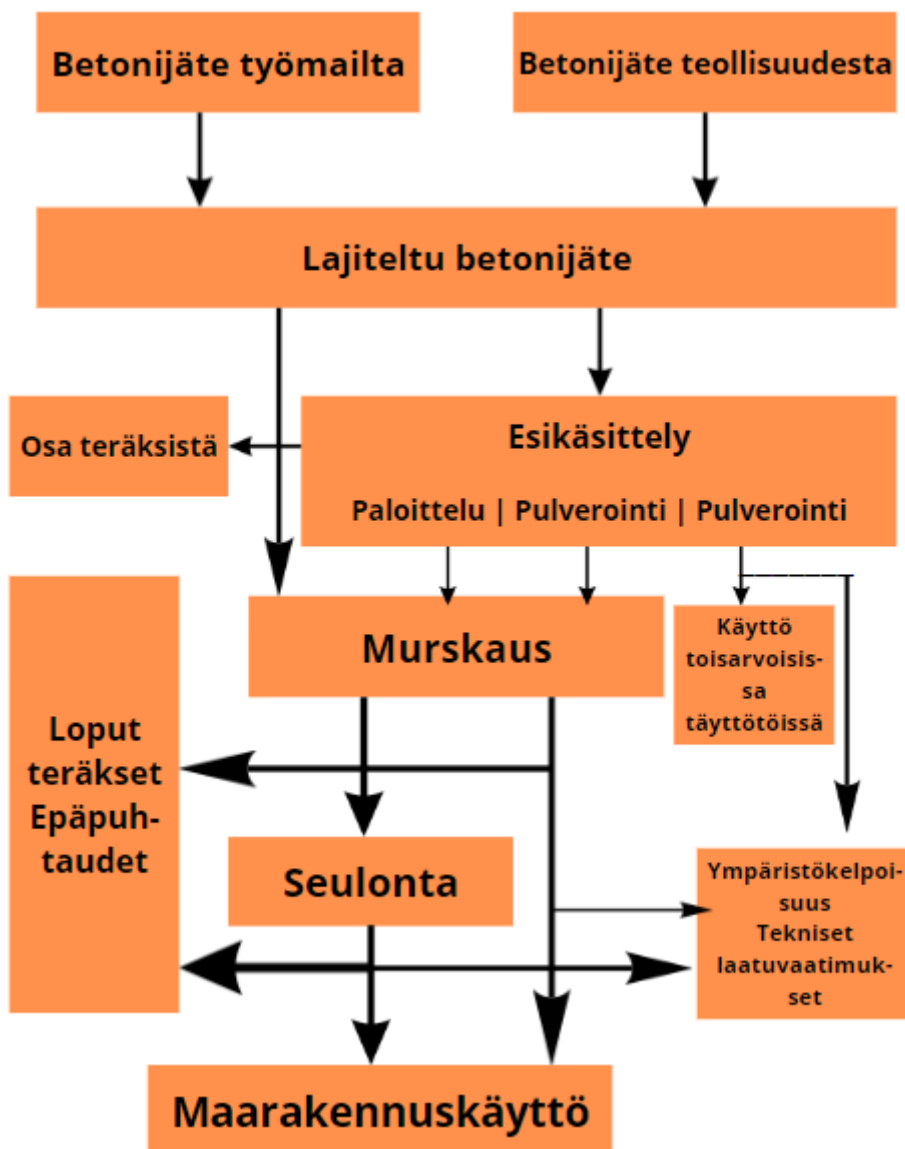 Betonijäte työmailta
Betonijäte teollisuudesta
Lajiteltu betonijäte
Osa teräksistä
Esikäsittely
Paloittelu | Pulverointi | Pulverointi
Murskaus
Käyttö
toisarvoisis-
sa
täyttötöissä
Loput
teräkset
Epäpuh-
taudet
Seulonta
Ympäristökelpoi-
suus
Tekniset
laatuvaatimuk-
set
Maarakennuskäyttö